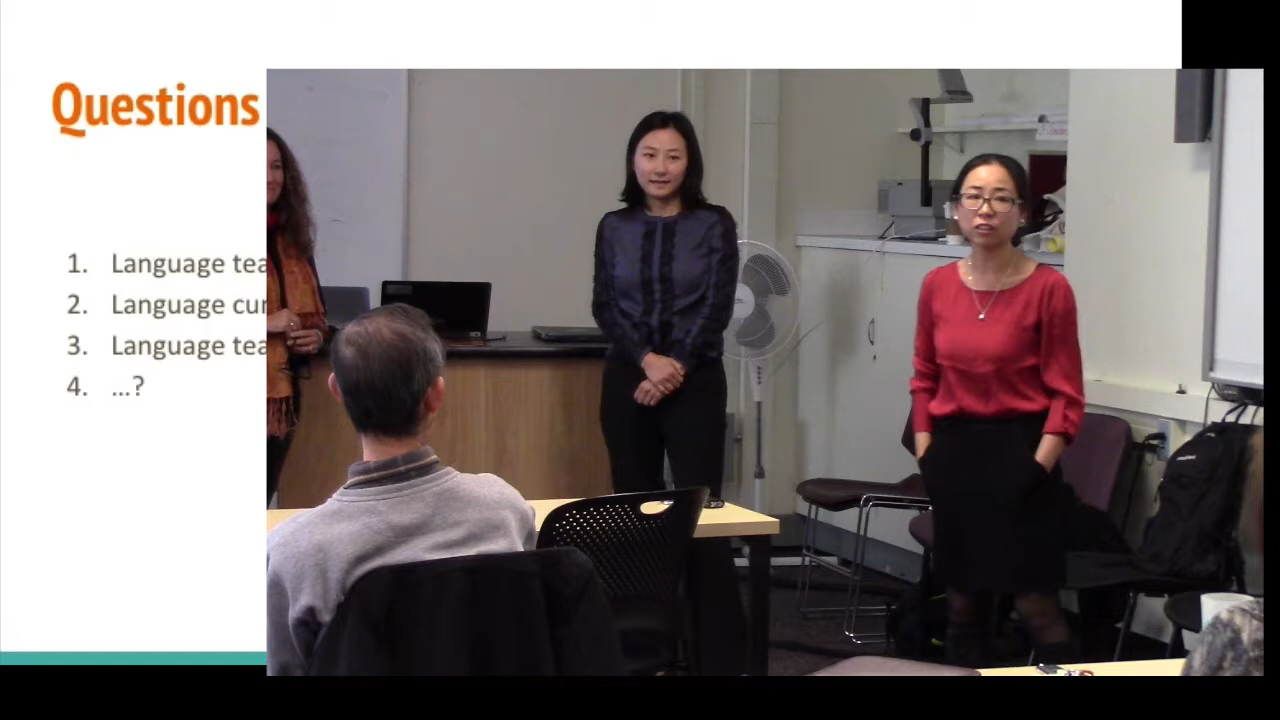 Questions
1. Language tea
2. Language cur
3. Language tea
4. ...?